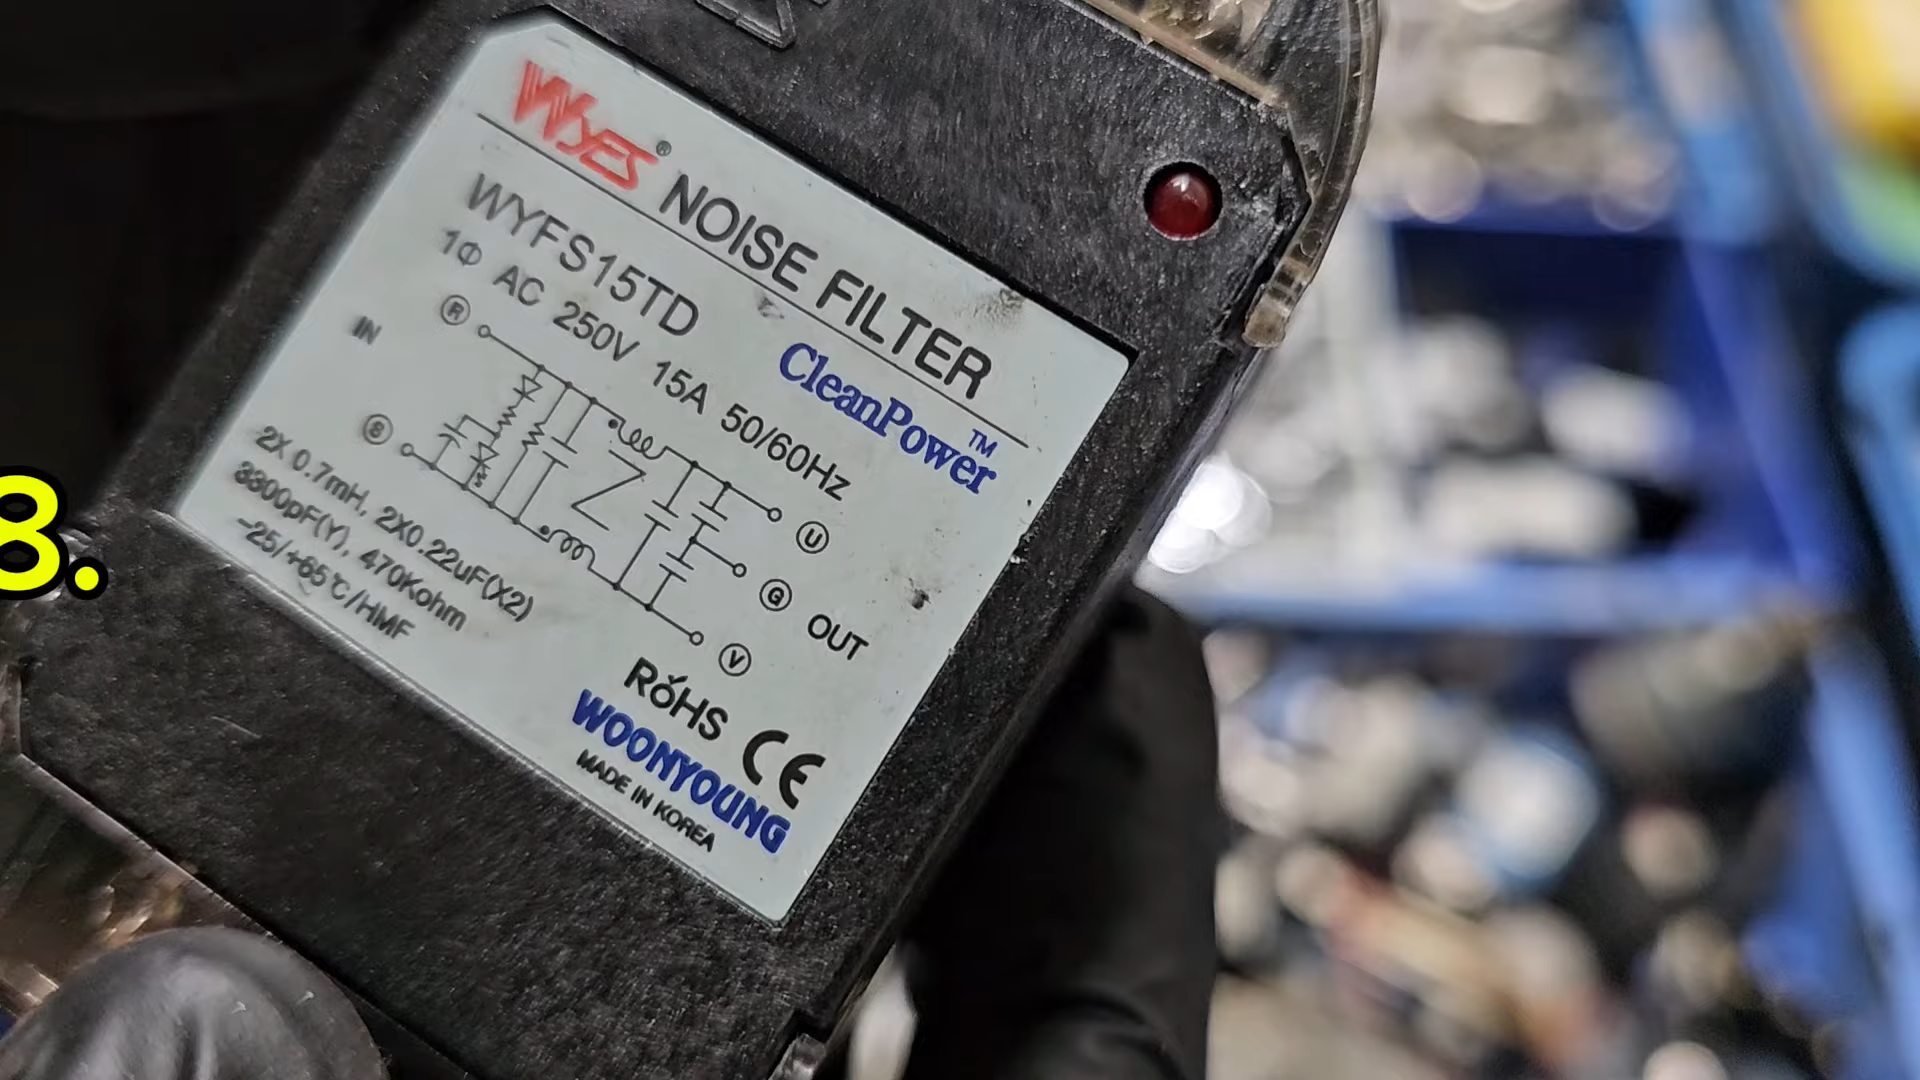 WYES® NOISE FILTER
WYFS15TD CleanPower™
1Φ AC 250V 15A 50/60Hz
IN
R
S
U
G
OUT
V
2X 0.7mH, 2X0.22uF(X2)
3300pF(Y), 470Kohm
-25/+65℃/HMF
RoHS CE
WOONYOUNG
MADE IN KOREA
8.